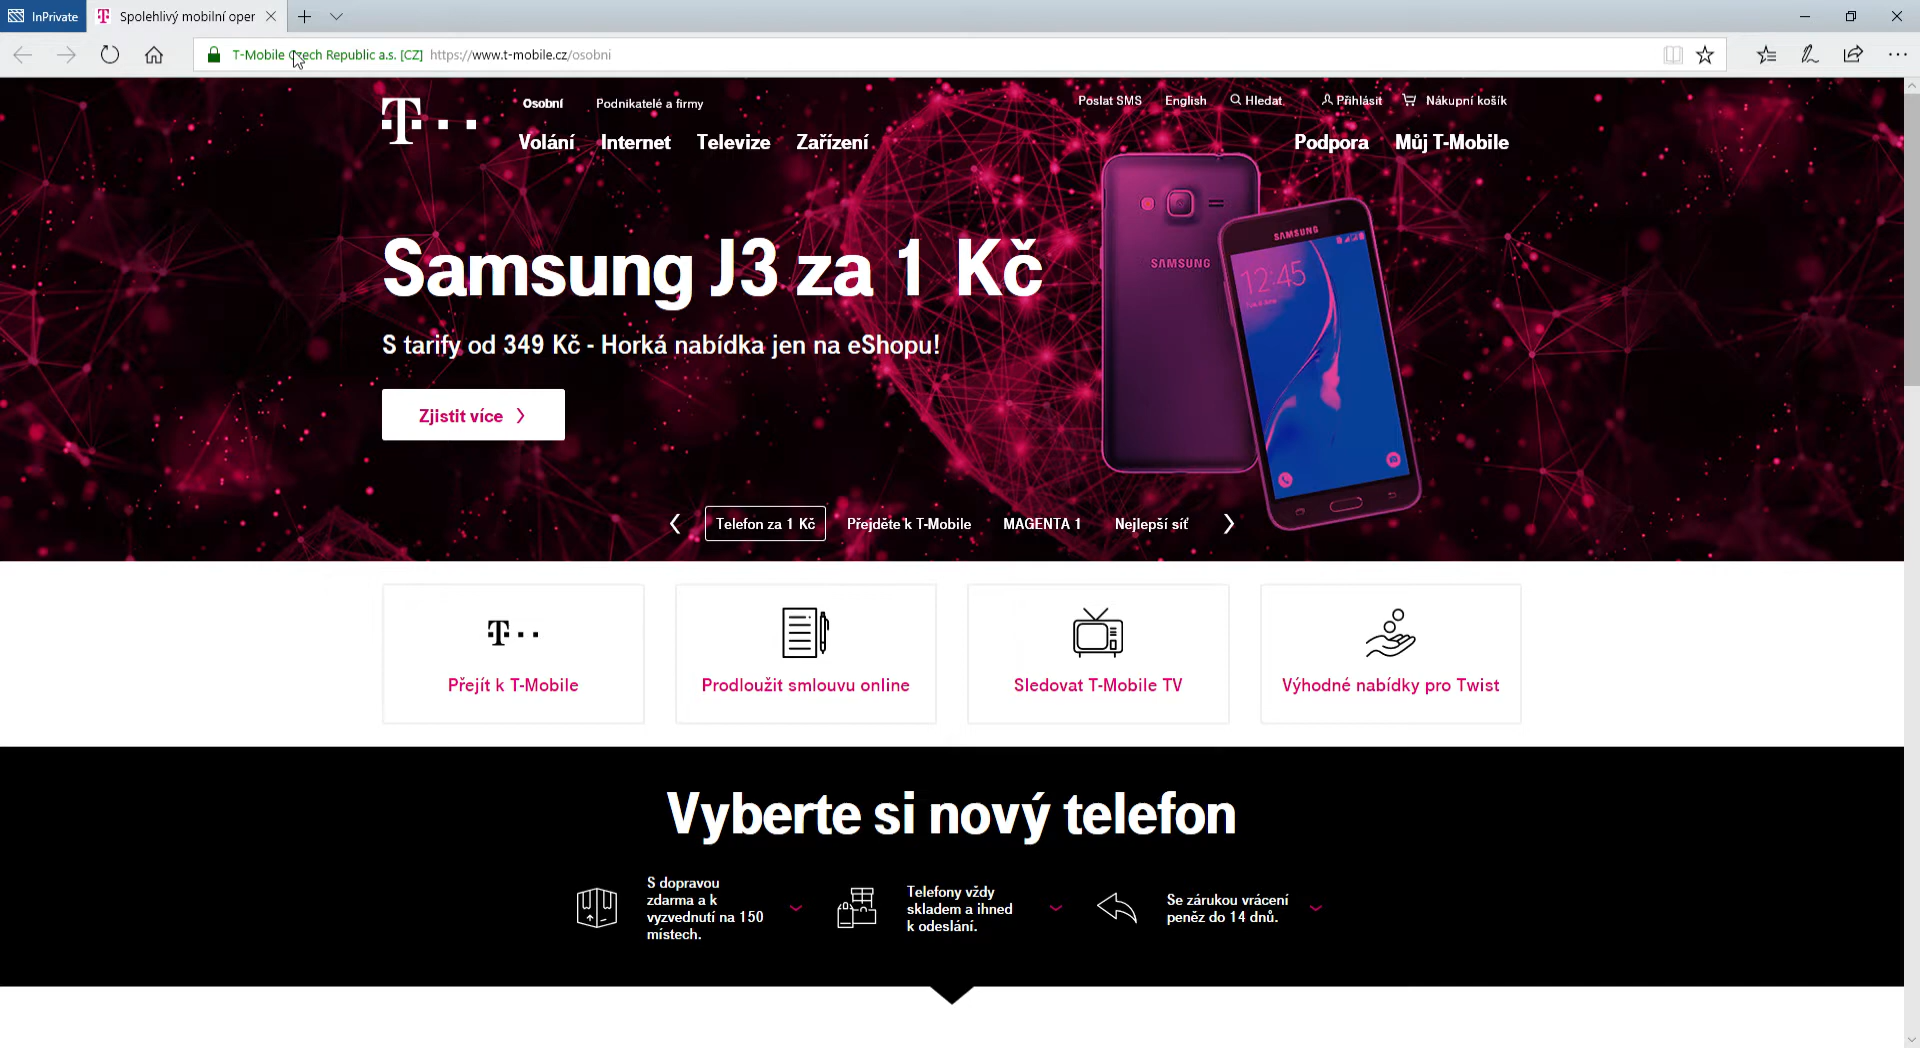 InPrivate
Spolehlivý mobilní oper
T-Mobile Czech Republic a.s. [CZ] https://www.t-mobile.cz/osobni
Osobní Podnikatelé a firmy
Poslat SMS English Hledat Přihlásit Nákupní košík
T
Volání Internet Televize Zařízení
Podpora Můj T-Mobile
Samsung J3 za 1 Kč
S tarify od 349 Kč - Horká nabídka jen na eShopu!
Zjistit více
SAMSUNG
SAMSUNG
12:45
Telefon za 1 Kč Přejděte k T-Mobile MAGENTA 1 Nejlepší síť
T
Přejít k T-Mobile
Prodloužit smlouvu online
Sledovat T-Mobile TV
Výhodné nabídky pro Twist
Vyberte si nový telefon
S dopravou
zdarma a k
vyzvednutí na 150
místech.
Telefony vždy
skladem a ihned
k odeslání.
Se zárukou vrácení
peněz do 14 dnů.